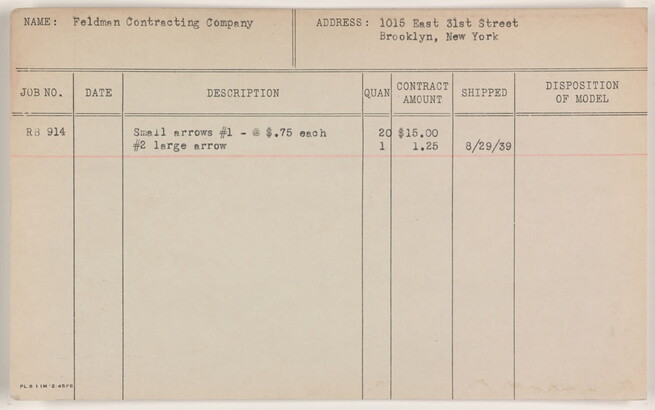 NAME: Feldman Contracting Company ADDRESS: 1015 East 31st Street
Brooklyn, New York
JOB NO. DATE DESCRIPTION QUAN CONTRACT AMOUNT SHIPPED DISPOSITION OF MODEL
RB 914 Small arrows #1 - @ $.75 each 20 $15.00
#2 large arrow 1 1.25 8/29/39